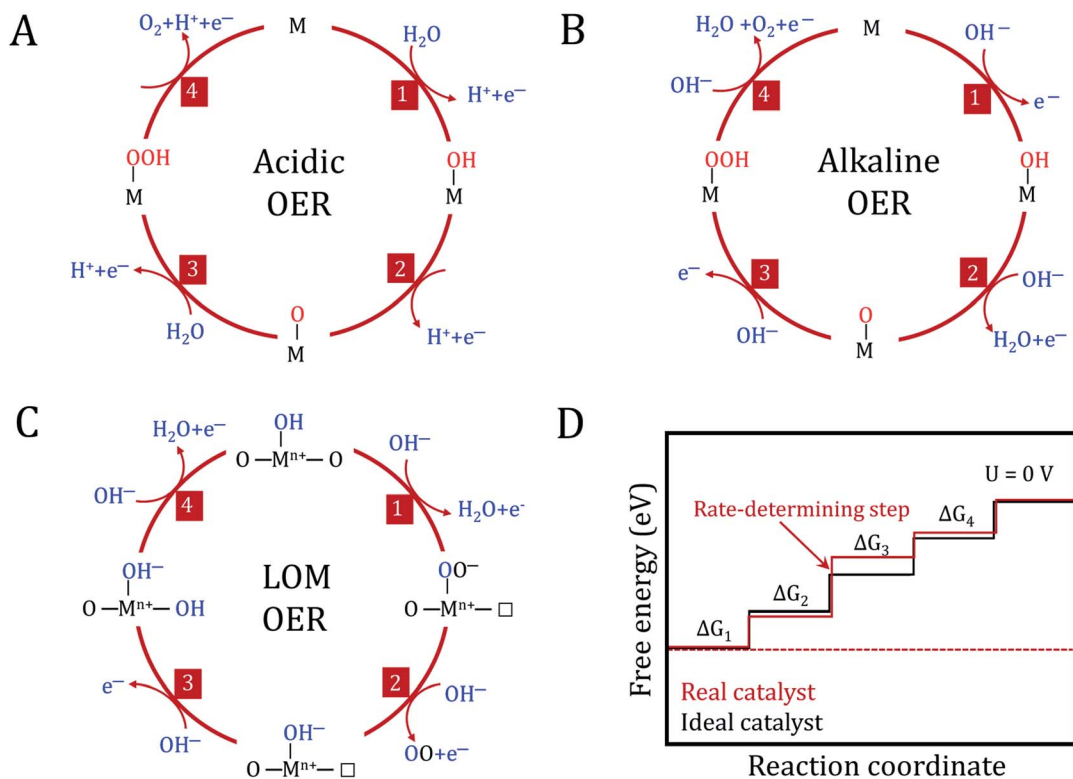 A
O₂+H⁺+e⁻
M
H₂O
4
1
H⁺+e⁻
OOH
M
Acidic
OER
OH
M
H⁺+e⁻
3
2
H₂O
O
M
H⁺+e⁻
B
H₂O +O₂+e⁻
M
OH⁻
OH⁻
4
1
e⁻
OOH
M
Alkaline
OER
OH
M
e⁻
3
2
OH⁻
OH⁻
O
M
H₂O+e⁻
C
H₂O+e⁻
OH
O —Mⁿ⁺— O
OH⁻
OH⁻
4
1
H₂O+e⁻
OH⁻
O —Mⁿ⁺— OH
LOM
OER
OO⁻
O —Mⁿ⁺— □
e⁻
3
2
OH⁻
OH⁻
OH⁻
O —Mⁿ⁺— □
OO+e⁻
D
U = 0 V
Rate-determining step
ΔG₁
ΔG₂
ΔG₃
ΔG₄
Free energy (eV)
Real catalyst
Ideal catalyst
Reaction coordinate